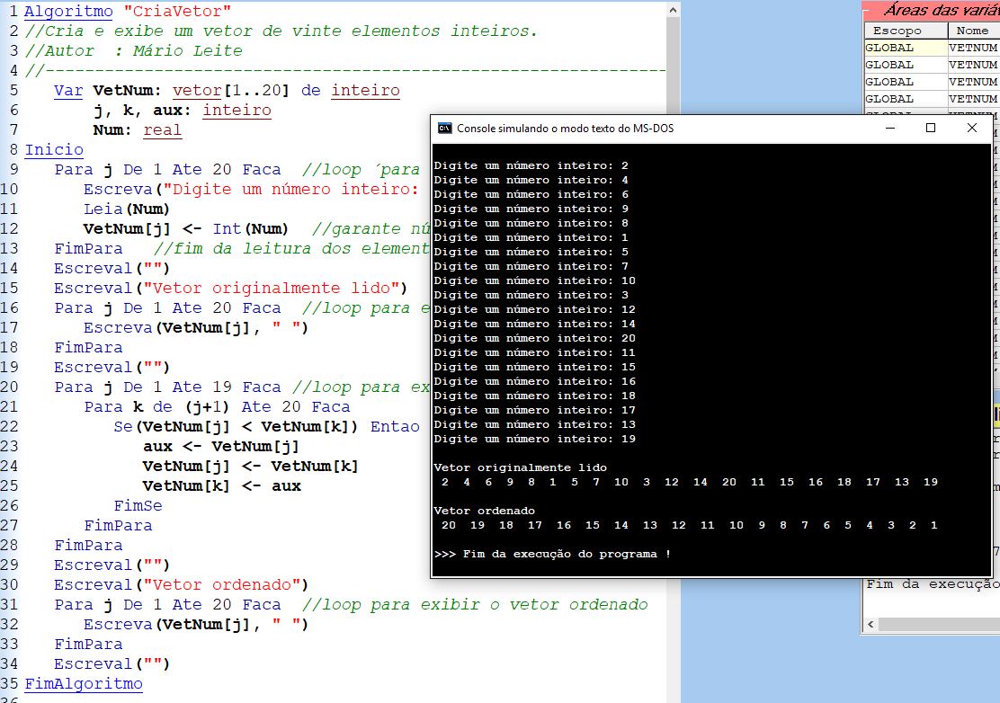 1 Algoritmo "CriaVetor"
2 //Cria e exibe um vetor de vinte elementos inteiros.
3 //Autor  : Mário Leite
4 //---------------------------------------------------------------
5    Var VetNum: vetor[1..20] de inteiro
6        j, k, aux: inteiro
7        Num: real
8 Inicio
9    Para j De 1 Ate 20 Faca  //loop ´para
10       Escreva("Digite um número inteiro:
11       Leia(Num)
12       VetNum[j] <- Int(Num)  //garante
13    FimPara   //fim da leitura dos
14    Escreval("")
15    Escreval("Vetor originalmente lido")
16    Para j De 1 Ate 20 Faca  //loop para
17       Escreva(VetNum[j], " ")
18    FimPara
19    Escreval("")
20    Para j De 1 Ate 19 Faca //loop para
21       Para k de (j+1) Ate 20 Faca
22          Se(VetNum[j] < VetNum[k]) Entao
23             aux <- VetNum[j]
24             VetNum[j] <- VetNum[k]
25             VetNum[k] <- aux
26          FimSe
27       FimPara
28    FimPara
29    Escreval("")
30    Escreval("Vetor ordenado")
31    Para j De 1 Ate 20 Faca  //loop para exibir o vetor ordenado
32       Escreva(VetNum[j], " ")
33    FimPara
34    Escreval("")
35 FimAlgoritmo
Áreas das
Escopo Nome
GLOBAL VETNUM
GLOBAL VETNUM
GLOBAL VETNUM
GLOBAL VETNUM
Console simulando o modo texto do MS-DOS
Digite um número inteiro: 2
Digite um número inteiro: 4
Digite um número inteiro: 6
Digite um número inteiro: 9
Digite um número inteiro: 8
Digite um número inteiro: 1
Digite um número inteiro: 5
Digite um número inteiro: 7
Digite um número inteiro: 10
Digite um número inteiro: 3
Digite um número inteiro: 12
Digite um número inteiro: 14
Digite um número inteiro: 20
Digite um número inteiro: 11
Digite um número inteiro: 15
Digite um número inteiro: 16
Digite um número inteiro: 18
Digite um número inteiro: 17
Digite um número inteiro: 13
Digite um número inteiro: 19
Vetor originalmente lido
2  4  6  9  8  1  5  7  10  3  12  14  20  11  15  16  18  17  13  19
Vetor ordenado
20  19  18  17  16  15  14  13  12  11  10  9  8  7  6  5  4  3  2  1
>>> Fim da execução do programa !
Fim da execução